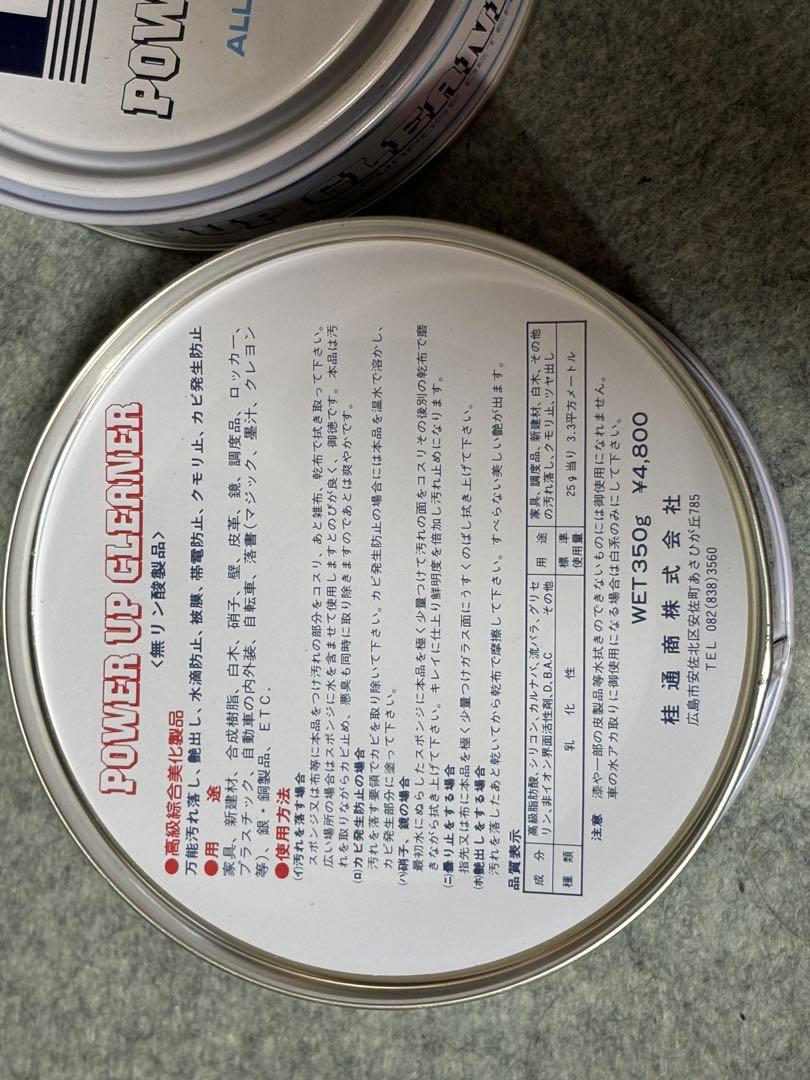 POWER UP CLEANER
<無リン酸製品>
●高級綜合美化製品
万能汚れ落し、艶出し、水滴防止、被膜、帯電防止、クモリ止、カビ発生防止
●用 途
家具、新建材、合成樹脂、白木、硝子、壁、皮革、鏡、調度品、ロッカー、
プラスチック、自動車の内外装、自転車、落書(マジック、墨汁、クレヨン
等)、銀・銅製品、ETC.
●使用方法
(イ)汚れを落す場合
スポンジ又は布等に本品をつけ汚れの部分をコスリ、あと雑布、乾布で拭き取って下さい。
広い場所の場合はスポンジに水を含ませて使用しますとのびが良く、御徳です。本品は汚
れを取りながらカビ止め、悪臭も同時に取り除きますのであとは爽やかです。
(ロ)カビ発生防止の場合
汚れを落す要領でカビを取り除いて下さい。カビ発生防止の場合には本品を温水で溶かし、
カビ発生部分に塗って下さい。
(ハ)硝子、鏡の場合
最初水にぬらしたスポンジに本品を極く少量つけて汚れの面をコスリその後別の乾布で磨
きながら拭き上げて下さい。キレイに仕上り鮮明度を倍加し汚れ止めになります。
(ニ)曇り止をする場合
指先又は布に本品を極く少量つけガラス面にうすくのばし拭き上げて下さい。
(ホ)艶出しをする場合
汚れを落したあと乾いてから乾布で摩擦して下さい。すべらない美しい艶が出ます。
品質表示
成 分 高級脂肪酸、シリコン、カルナバ、流パラ、グリセリン、非イオン界面活性剤、D.B.A.C その他
用 途 家具、調度品、新建材、白木、その他の汚れ落し、クモリ止、ツヤ出し
種 類 乳 化 性
標 準 使用量 25g当り 3.3平方メートル
注意 漆や一部の皮製品等水拭きのできないものには御使用になれません。
車の水アカ取りに御使用になる場合は白系のみにして下さい。
WET350g ¥4,800
桂通商株式会社
広島市安佐北区安佐町あさひが丘785
TEL 082(838)3560
POW
ALL
UP CLEAN